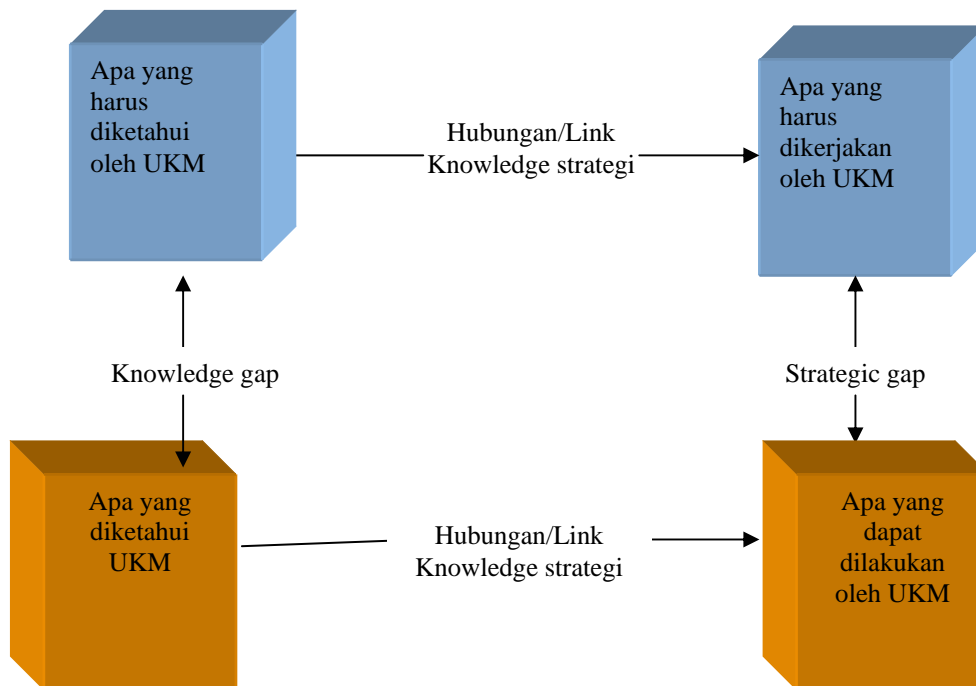 Apa yang
harus
diketahui
oleh UKM
Hubungan/Link
Knowledge strategi
Apa yang
harus
dikerjakan
oleh UKM
Knowledge gap
Strategic gap
Apa yang
diketahui
UKM
Hubungan/Link
Knowledge strategi
Apa yang
dapat
dilakukan
oleh UKM